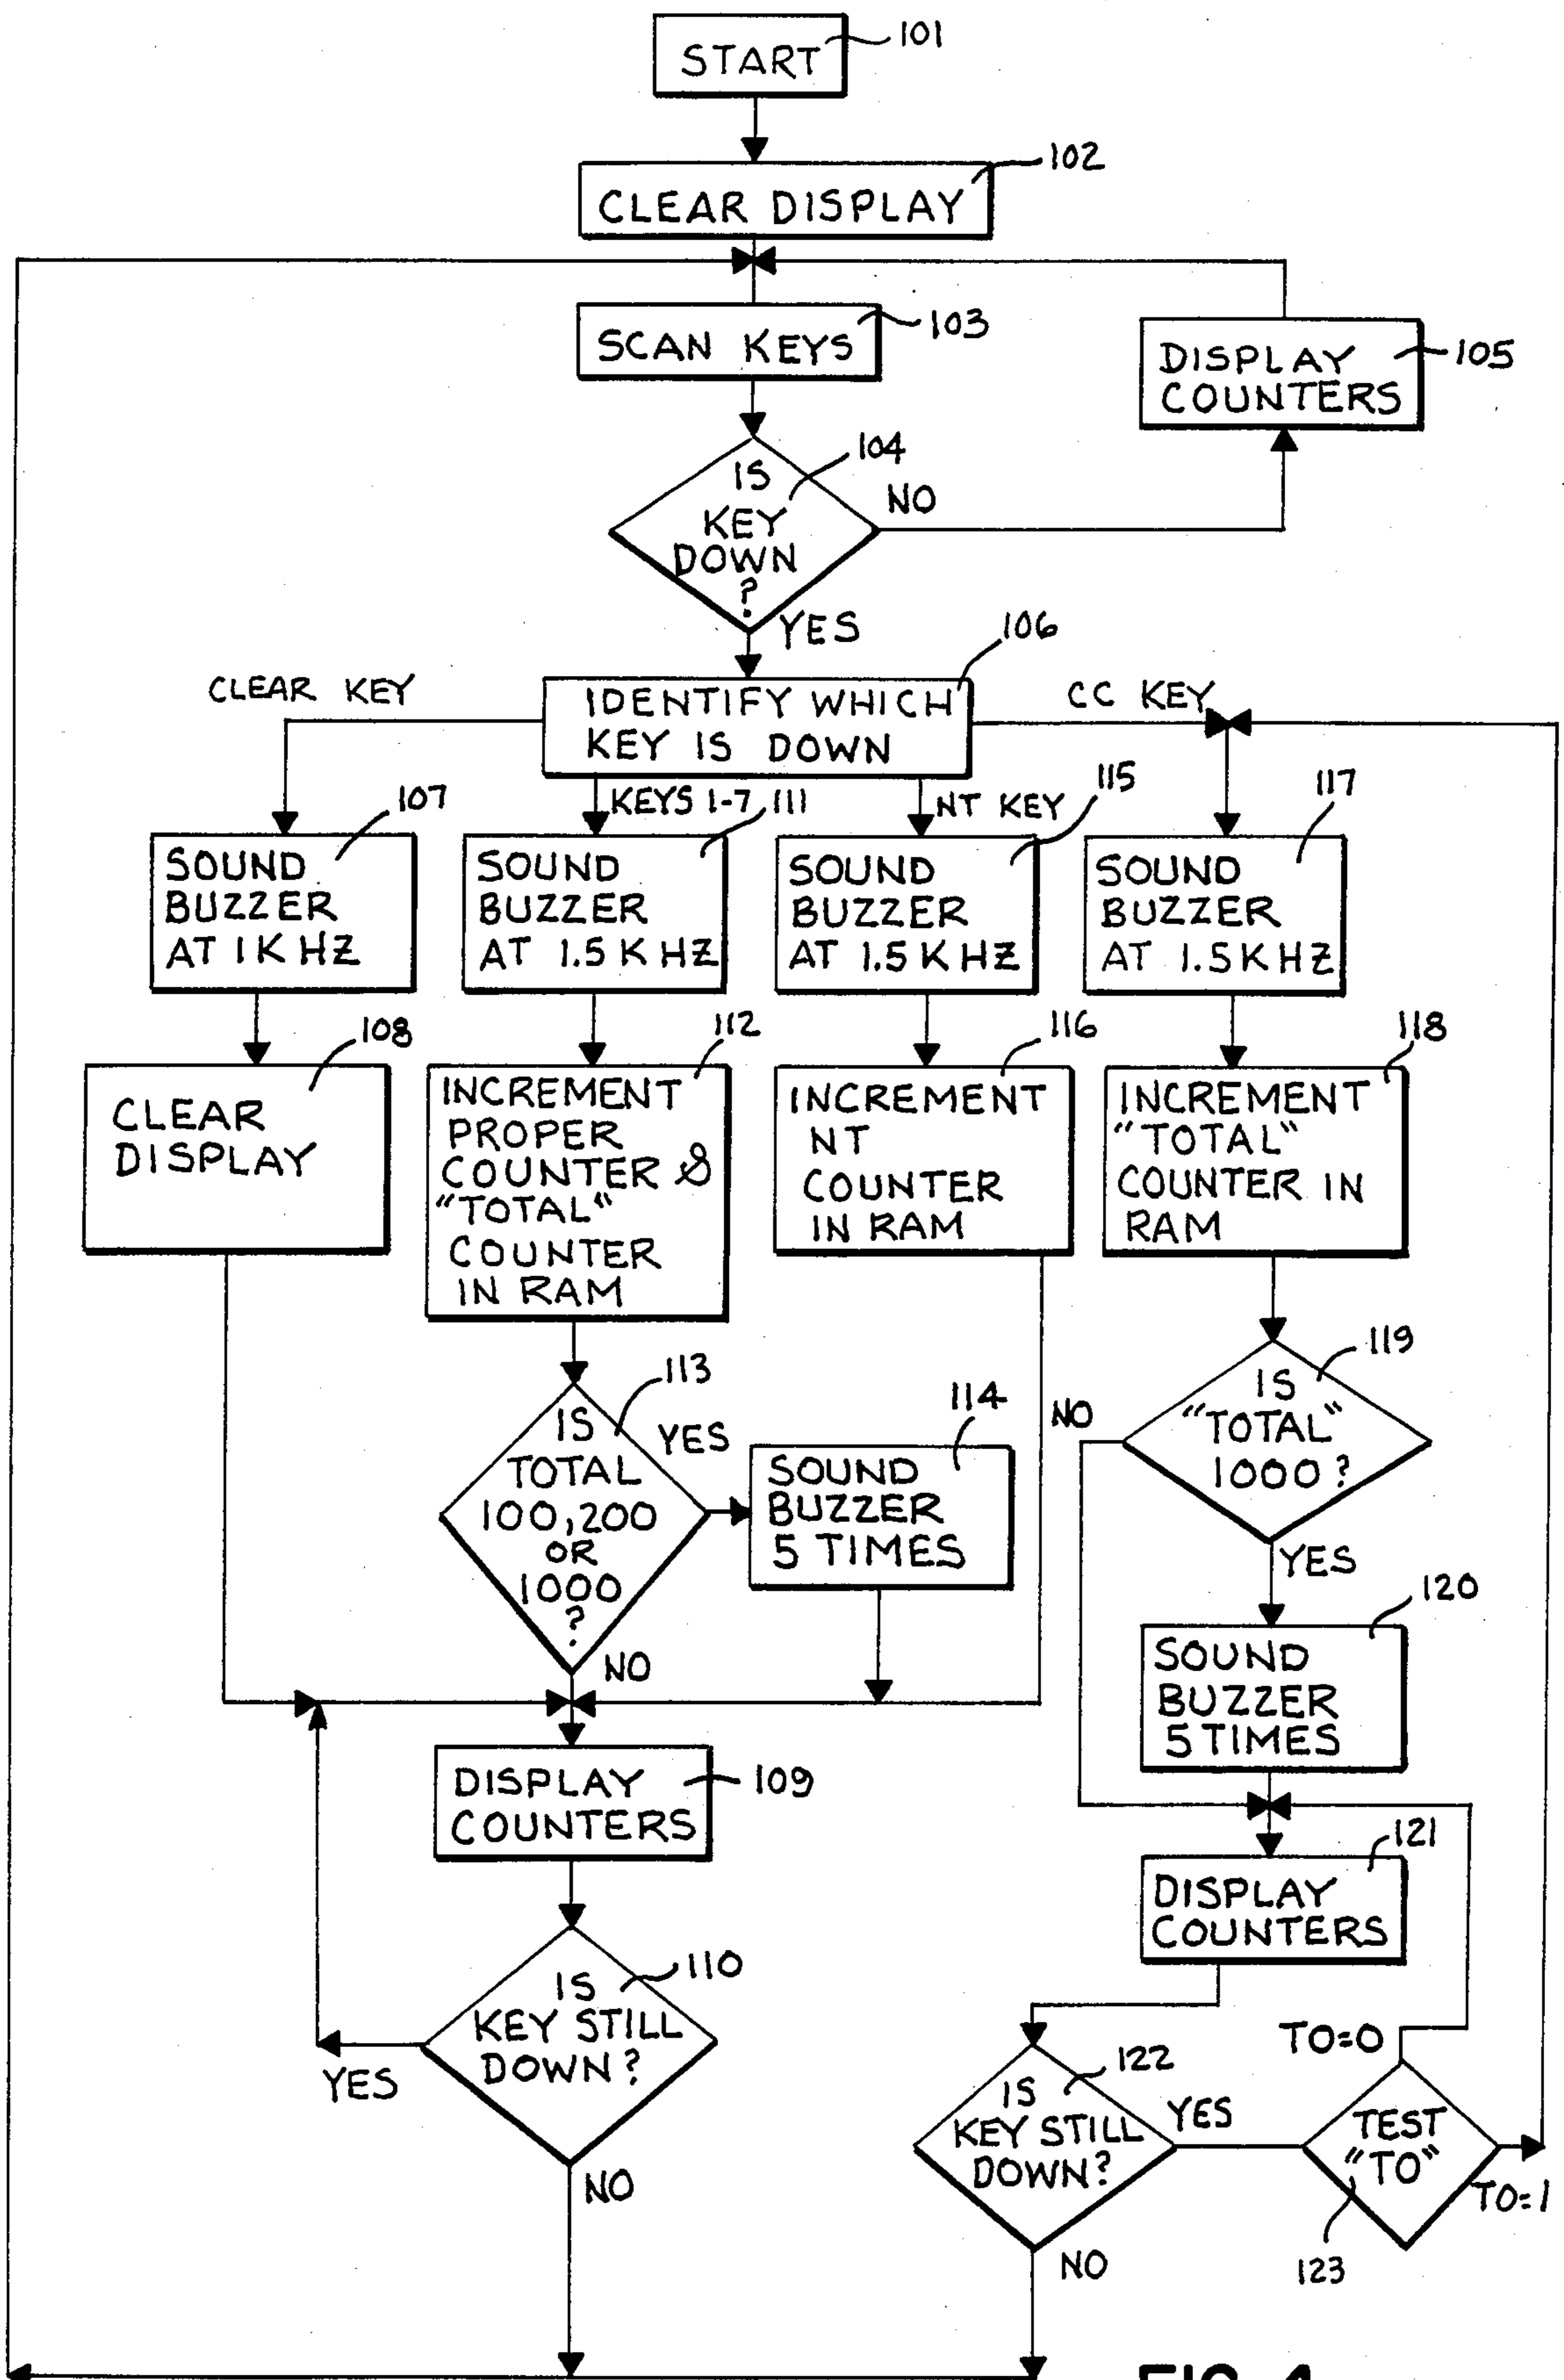 START
101
CLEAR DISPLAY
102
SCAN KEYS
103
DISPLAY
COUNTERS
105
IS
KEY
DOWN
?
104
NO
YES
106
CLEAR KEY
IDENTIFY WHICH
KEY IS DOWN
CC KEY
107
KEYS 1-7
111
NT KEY
115
117
SOUND
BUZZER
AT 1K HZ
SOUND
BUZZER
AT 1.5K HZ
SOUND
BUZZER
AT 1.5K HZ
SOUND
BUZZER
AT 1.5K HZ
108
112
116
118
CLEAR
DISPLAY
INCREMENT
PROPER
COUNTER &
"TOTAL"
COUNTER
IN RAM
INCREMENT
NT
COUNTER
IN RAM
INCREMENT
"TOTAL"
COUNTER IN
RAM
113
IS
TOTAL
100,200
OR
1000
?
YES
NO
114
SOUND
BUZZER
5 TIMES
119
IS
"TOTAL"
1000?
NO
YES
120
SOUND
BUZZER
5 TIMES
DISPLAY
COUNTERS
109
121
DISPLAY
COUNTERS
IS
KEY STILL
DOWN?
110
YES
NO
122
IS
KEY STILL
DOWN?
YES
NO
TO=0
TEST
"TO"
TO=1
123